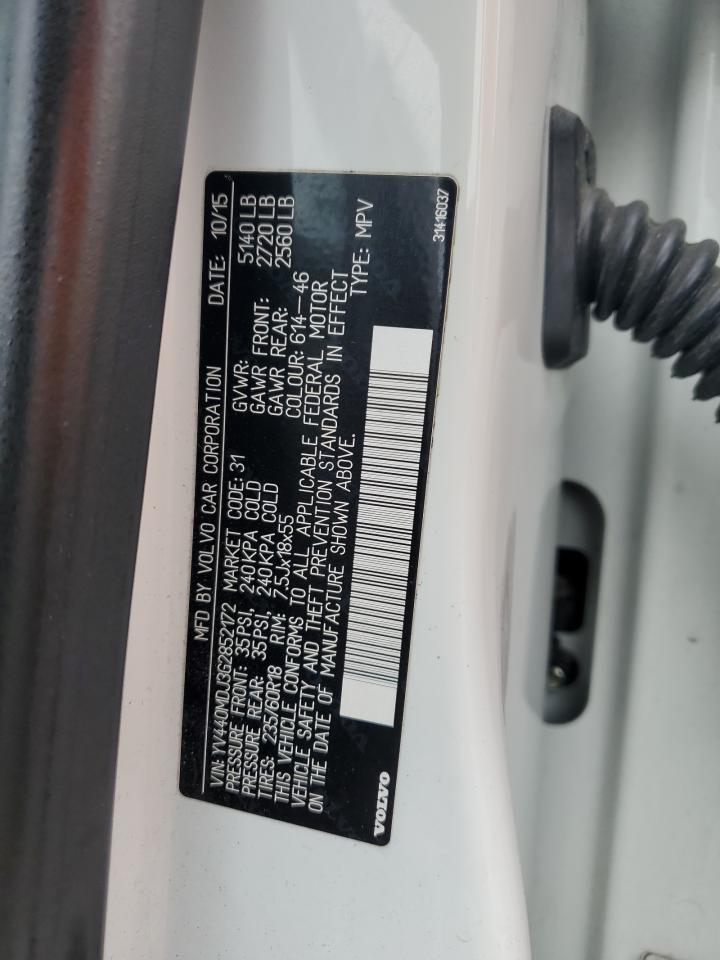 MFD BY VOLVO CAR CORPORATION DATE: 10/15
VIN: YV440MDJ3G2852172 MARKET CODE: 31 GVWR: 5140 LB
PRESSURE FRONT: 35PSI, 240KPA COLD GAWR FRONT: 2720 LB
PRESSURE REAR: 35PSI, 240KPA COLD GAWR REAR: 2560 LB
TIRES: 235/60R18 RIM: 7.5Jx18x55 COLOUR: 614-46
THIS VEHICLE CONFORMS TO ALL APPLICABLE FEDERAL MOTOR
VEHICLE SAFETY AND THEFT PREVENTION STANDARDS IN EFFECT
ON THE DATE OF MANUFACTURE SHOWN ABOVE. TYPE: MPV
VOLVO 31416037